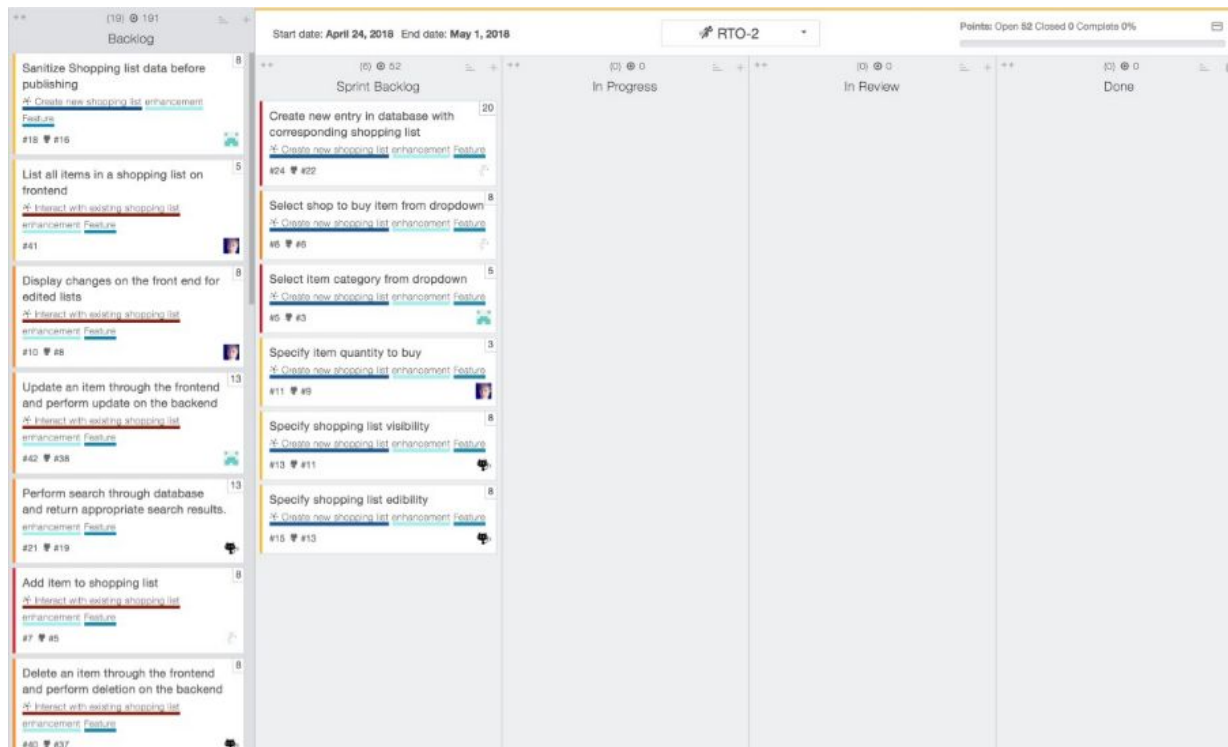 (19) 191
Backlog
Sanitize Shopping list data before
publishing
8
Create new shopping list enhancement
Feature
#18 #16
List all items in a shopping list on
frontend
5
Interact with existing shopping list
enhancement Feature
#41
Display changes on the front end for
edited lists
8
Interact with existing shopping list
enhancement Feature
#10 #8
Update an item through the frontend
and perform update on the backend
13
Interact with existing shopping list
enhancement Feature
#42 #38
Perform search through database
and return appropriate search results.
13
enhancement Feature
#21 #19
Add item to shopping list
8
Interact with existing shopping list
enhancement Feature
#7 #5
Delete an item through the frontend
and perform deletion on the backend
8
Interact with existing shopping list
enhancement Feature
#40 #37
Start date: April 24, 2018 End date: May 1, 2018
RTO-2
Points: Open 52 Closed 0 Complete 0%
(6) 52
Sprint Backlog
Create new entry in database with
corresponding shopping list
20
Create new shopping list enhancement Feature
#24 #22
Select shop to buy item from dropdown
8
Create new shopping list enhancement Feature
#6 #6
Select item category from dropdown
5
Create new shopping list enhancement Feature
#5 #3
Specify item quantity to buy
3
Create new shopping list enhancement Feature
#11 #9
Specify shopping list visibility
8
Create new shopping list enhancement Feature
#13 #11
Specify shopping list edibility
8
Create new shopping list enhancement Feature
#15 #13
(0) 0
In Progress
(0) 0
In Review
(0) 0
Done